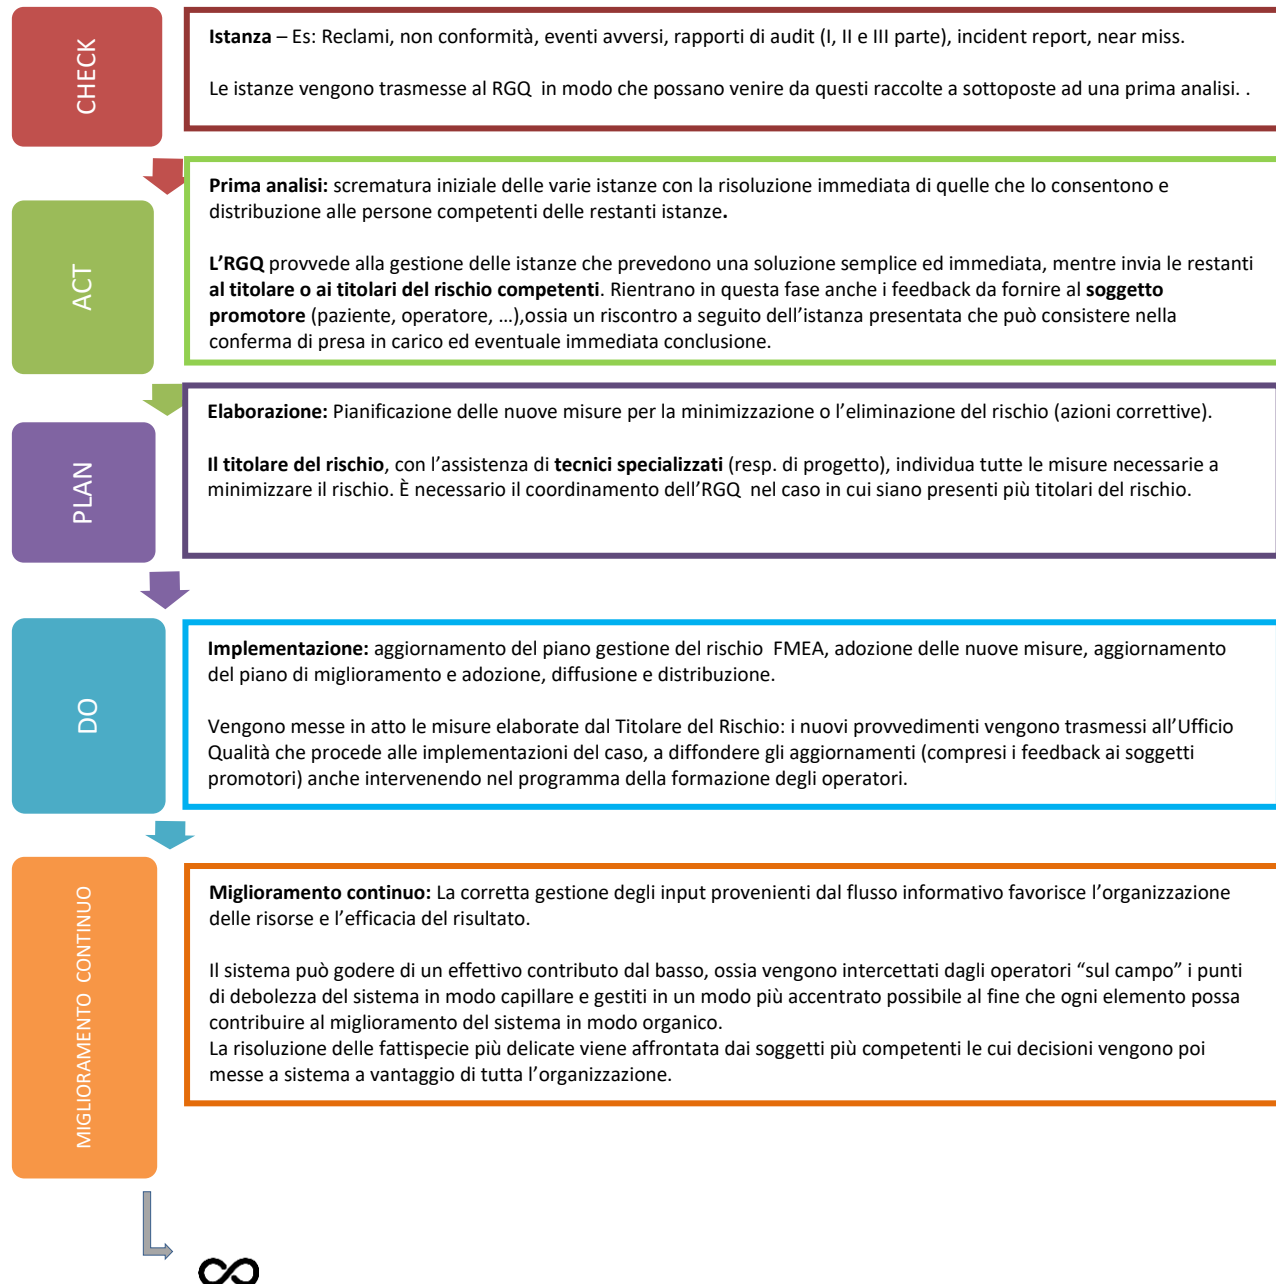 CHECK
Istanza – Es: Reclami, non conformità, eventi avversi, rapporti di audit (I, II e III parte), incident report, near miss.
Le istanze vengono trasmesse al RGQ  in modo che possano venire da questi raccolte a sottoposte ad una prima analisi. .
ACT
Prima analisi: scrematura iniziale delle varie istanze con la risoluzione immediata di quelle che lo consentono e
distribuzione alle persone competenti delle restanti istanze.
L’RGQ provvede alla gestione delle istanze che prevedono una soluzione semplice ed immediata, mentre invia le restanti
al titolare o ai titolari del rischio competenti. Rientrano in questa fase anche i feedback da fornire al soggetto
promotore (paziente, operatore, …),ossia un riscontro a seguito dell’istanza presentata che può consistere nella
conferma di presa in carico ed eventuale immediata conclusione.
PLAN
Elaborazione: Pianificazione delle nuove misure per la minimizzazione o l’eliminazione del rischio (azioni correttive).
Il titolare del rischio, con l’assistenza di tecnici specializzati (resp. di progetto), individua tutte le misure necessarie a
minimizzare il rischio. È necessario il coordinamento dell’RGQ  nel caso in cui siano presenti più titolari del rischio.
DO
Implementazione: aggiornamento del piano gestione del rischio  FMEA, adozione delle nuove misure, aggiornamento
del piano di miglioramento e adozione, diffusione e distribuzione.
Vengono messe in atto le misure elaborate dal Titolare del Rischio: i nuovi provvedimenti vengono trasmessi all’Ufficio
Qualità che procede alle implementazioni del caso, a diffondere gli aggiornamenti (compresi i feedback ai soggetti
promotori) anche intervenendo nel programma della formazione degli operatori.
MIGLIORAMENTO  CONTINUO
Miglioramento continuo: La corretta gestione degli input provenienti dal flusso informativo favorisce l’organizzazione
delle risorse e l’efficacia del risultato.
Il sistema può godere di un effettivo contributo dal basso, ossia vengono intercettati dagli operatori “sul campo” i punti
di debolezza del sistema in modo capillare e gestiti in un modo più accentrato possibile al fine che ogni elemento possa
contribuire al miglioramento del sistema in modo organico.
La risoluzione delle fattispecie più delicate viene affrontata dai soggetti più competenti le cui decisioni vengono poi
messe a sistema a vantaggio di tutta l’organizzazione.
∞